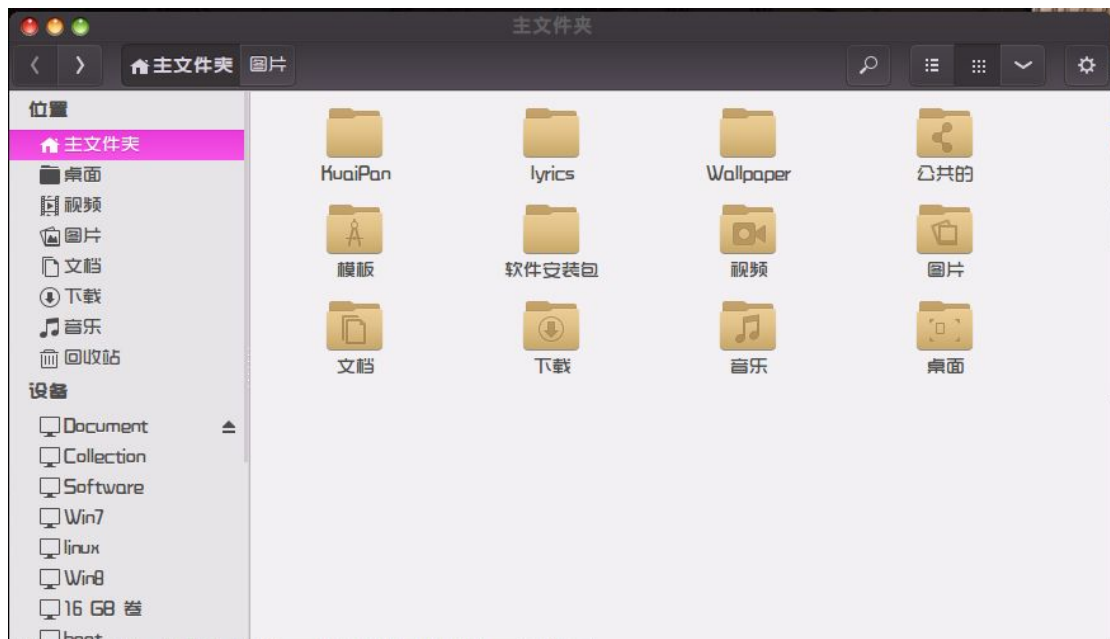 主文件夹
主文件夹 图片
位置
主文件夹
桌面
视频
图片
文档
下载
音乐
回收站
设备
Document
Collection
Software
Win7
linux
Win8
16 GB 卷
boot
KuaiPan lyrics Wallpaper 公共的
模板 软件安装包 视频 图片
文档 下载 音乐 桌面